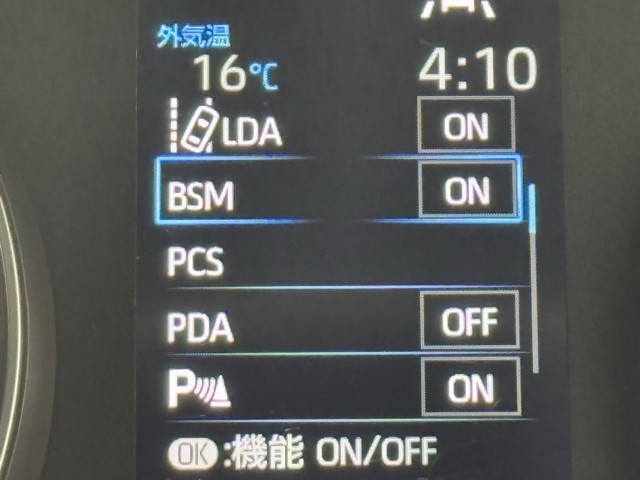 外気温
16℃ 4:10
LDA ON
BSM ON
PCS
PDA OFF
P ON
OK:機能 ON/OFF